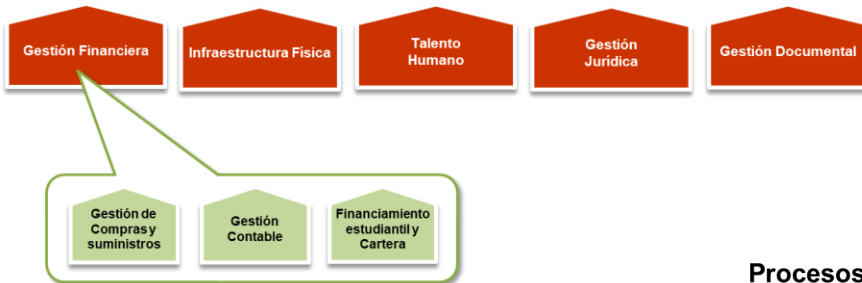 Gestión Financiera
Infraestructura Física
Talento
Humano
Gestión
Jurídica
Gestión Documental
Gestión de
Compras y
suministros
Gestión
Contable
Financiamiento
estudiantil y
Cartera
Procesos